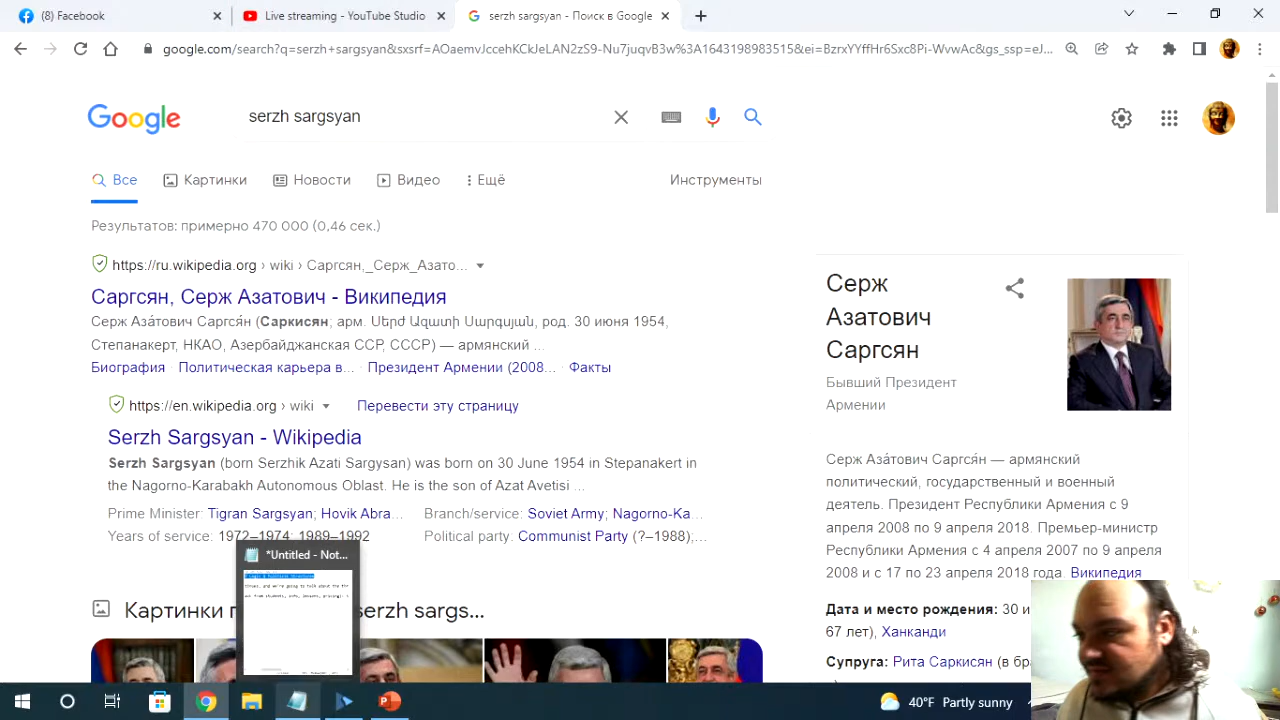 (2) Facebook
Live streaming - YouTube Studio
serzh sargsyan - Поиск в Google
google.com/search?q=serzh+sargsyan&sxsrf=AOaemvJccehKCkJeLAN2zS9-Nu7juqvB3w%3A1643198983515&ei=BzrxYYffHr6Sxc8Pi-WvwAc&gs_ssp=eJ...
Google
serzh sargsyan
Все
Картинки
Новости
Видео
Ещё
Инструменты
Результатов: примерно 470 000 (0,46 сек.)
https://ru.wikipedia.org › wiki › Саргсян,_Серж_Азато...
Саргсян, Серж Азатович - Википедия
Серж Аза́тович Саргся́н (Саркисян; арм. Սերժ Ազատի Սարգսյան, род. 30 июня 1954,
Степанакерт, НКАО, Азербайджанская ССР, СССР) — армянский ...
Биография · Политическая карьера в... · Президент Армении (2008... · Факты
https://en.wikipedia.org › wiki
Перевести эту страницу
Serzh Sargsyan - Wikipedia
Serzh Sargsyan (born Serzhik Azati Sargysan) was born on 30 June 1954 in Stepanakert in
the Nagorno-Karabakh Autonomous Oblast. He is the son of Azat Avetisi ...
Prime Minister: Tigran Sargsyan; Hovik Abra...
Branch/service: Soviet Army; Nagorno-Ka...
Years of service: 1972–1974; 1989–1992
Political party: Communist Party (?–1988);...
*Untitled - Not...
Картинки
serzh sargs...
Серж
Азатович
Саргсян
Бывший Президент
Армении
Серж Аза́тович Саргся́н — армянский
политический, государственный и военный
деятель. Президент Республики Армения с 9
апреля 2008 по 9 апреля 2018. Премьер-министр
Республики Армения с 4 апреля 2007 по 9 апреля
2008 и с 17 по 23 апреля 2018 года. Википедия
Дата и место рождения: 30 и
67 лет), Ханканди
Супруга: Рита Саркисян (в бра
40°F Partly sunny